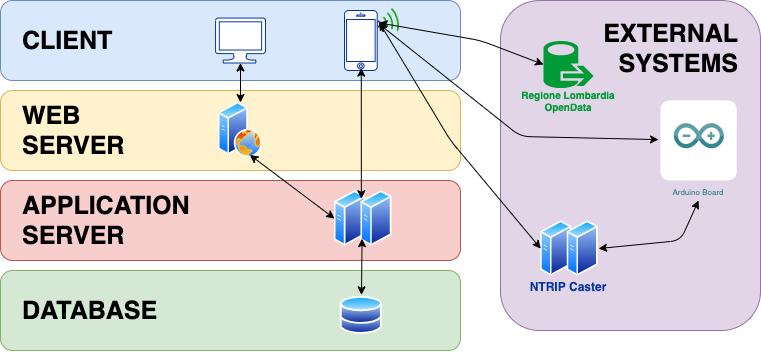 CLIENT
WEB
SERVER
APPLICATION
SERVER
DATABASE
EXTERNAL
SYSTEMS
Regione Lombardia
OpenData
Arduino Board
NTRIP Caster